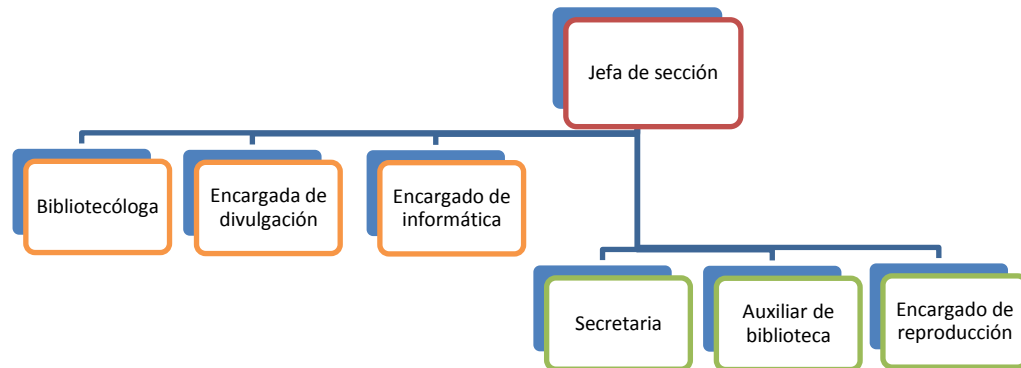 Jefa de sección
Bibliotecóloga
Encargada de
divulgación
Encargado de
informática
Secretaria
Auxiliar de
biblioteca
Encargado de
reproducción